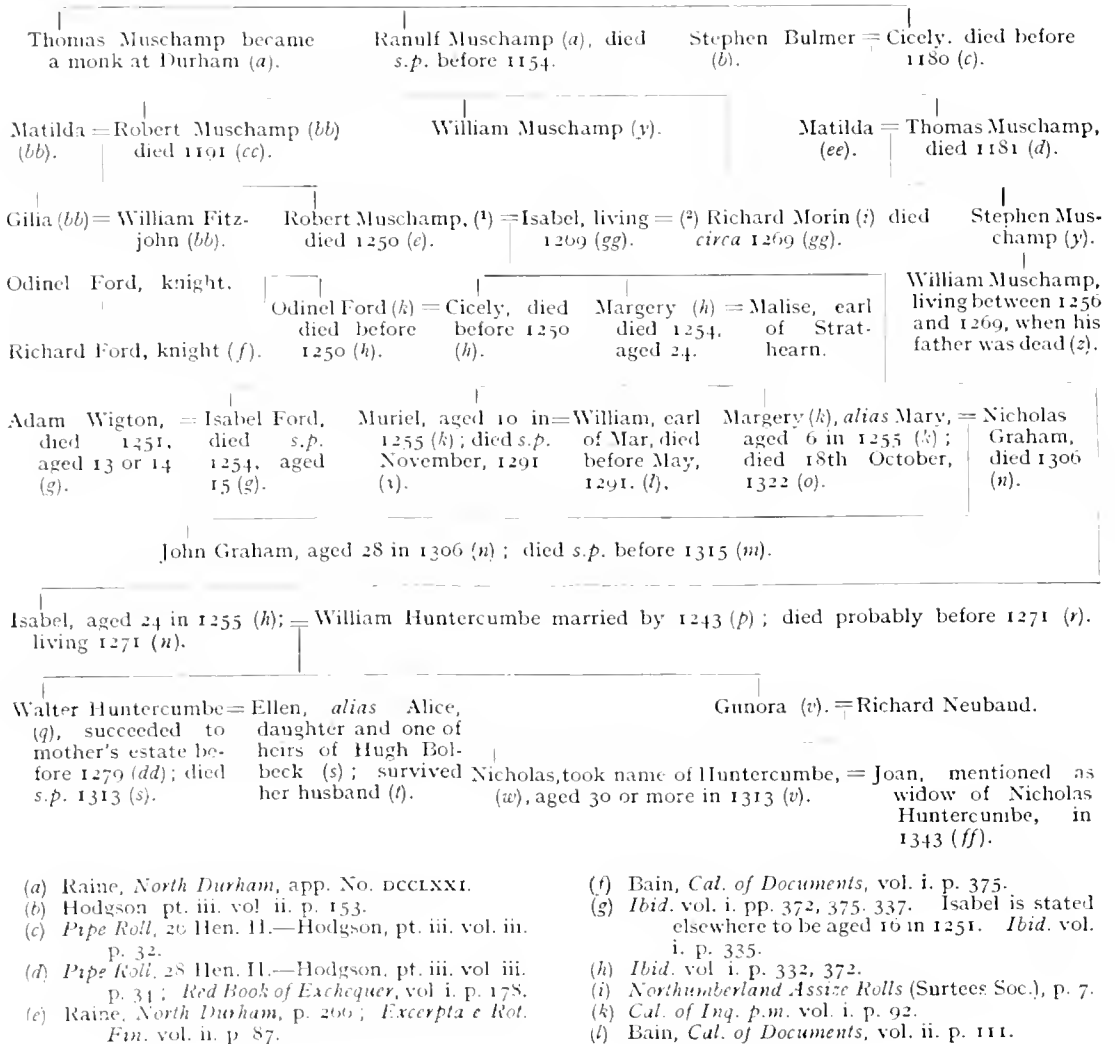 Thomas Muschamp became Ranulf Muschamp (a), died Stephen Bulmer = Cicely, died before
a monk at Durham (a). s.p. before 1154. (b). 1180 (c).
Matilda = Robert Muschamp (bb) William Muschamp (y). Matilda = Thomas Muschamp,
(bb). died 1191 (cc). (ee). died 1181 (d).
Gilia (bb) = William Fitz- Robert Muschamp, (¹) = Isabel, living = (²) Richard Morin (i) died Stephen Mus-
john (bb). died 1250 (e). 1269 (gg). circa 1269 (gg). champ (y).
Odinel Ford, knight. William Muschamp,
Odinel Ford (k) = Cicely, died Margery (h) = Malise, earl living between 1256
died before before 1250 died 1254, of Strat- and 1269, when his
Richard Ford, knight (f). 1250 (h). (h). aged 24. hearn. father was dead (z).
Adam Wigton, = Isabel Ford, Muriel, aged 10 in = William, earl Margery (k), alias Mary, = Nicholas
died 1251, died s.p. 1255 (k); died s.p. of Mar, died aged 6 in 1255 (k); Graham,
aged 13 or 14 1254, aged November, 1291 before May, died 18th October, died 1306
(g). 15 (g). 1291. (l). 1322 (o). (n).
John Graham, aged 28 in 1306 (n); died s.p. before 1315 (m).
Isabel, aged 24 in 1255 (h); = William Huntercumbe married by 1243 (p); died probably before 1271 (r).
living 1271 (n).
Walter Huntercumbe = Ellen, alias Alice, Gunora (v). = Richard Neubaud.
(q), succeeded to daughter and one of
mother's estate be- heirs of Hugh Bol-
fore 1279 (dd); died beck (s); survived Nicholas, took name of Huntercumbe, = Joan, mentioned as
s.p. 1313 (s). her husband (t). (w), aged 30 or more in 1313 (v). widow of Nicholas
Huntercumbe, in
1343 (ff).
(a) Raine, North Durham, app. No. DCCLXXI.
(b) Hodgson pt. iii. vol ii. p. 153.
(c) Pipe Roll, 26 Hen. II.—Hodgson, pt. iii. vol. iii.
p. 32.
(d) Pipe Roll, 28 Hen. II.—Hodgson, pt. iii. vol iii.
p. 34; Red Book of Exchequer, vol i. p. 178.
(e) Raine, North Durham, p. 266; Excerpta e Rot.
Fin. vol. ii. p 87.
(f) Bain, Cal. of Documents, vol. i. p. 375.
(g) Ibid. vol. i. pp. 372, 375. 337. Isabel is stated
elsewhere to be aged 16 in 1251. Ibid. vol.
i. p. 335.
(h) Ibid. vol i. p. 332, 372.
(i) Northumberland Assize Rolls (Surtees Soc.), p. 7.
(k) Cal. of Inq. p.m. vol. i. p. 92.
(l) Bain, Cal. of Documents, vol. ii. p. 111.